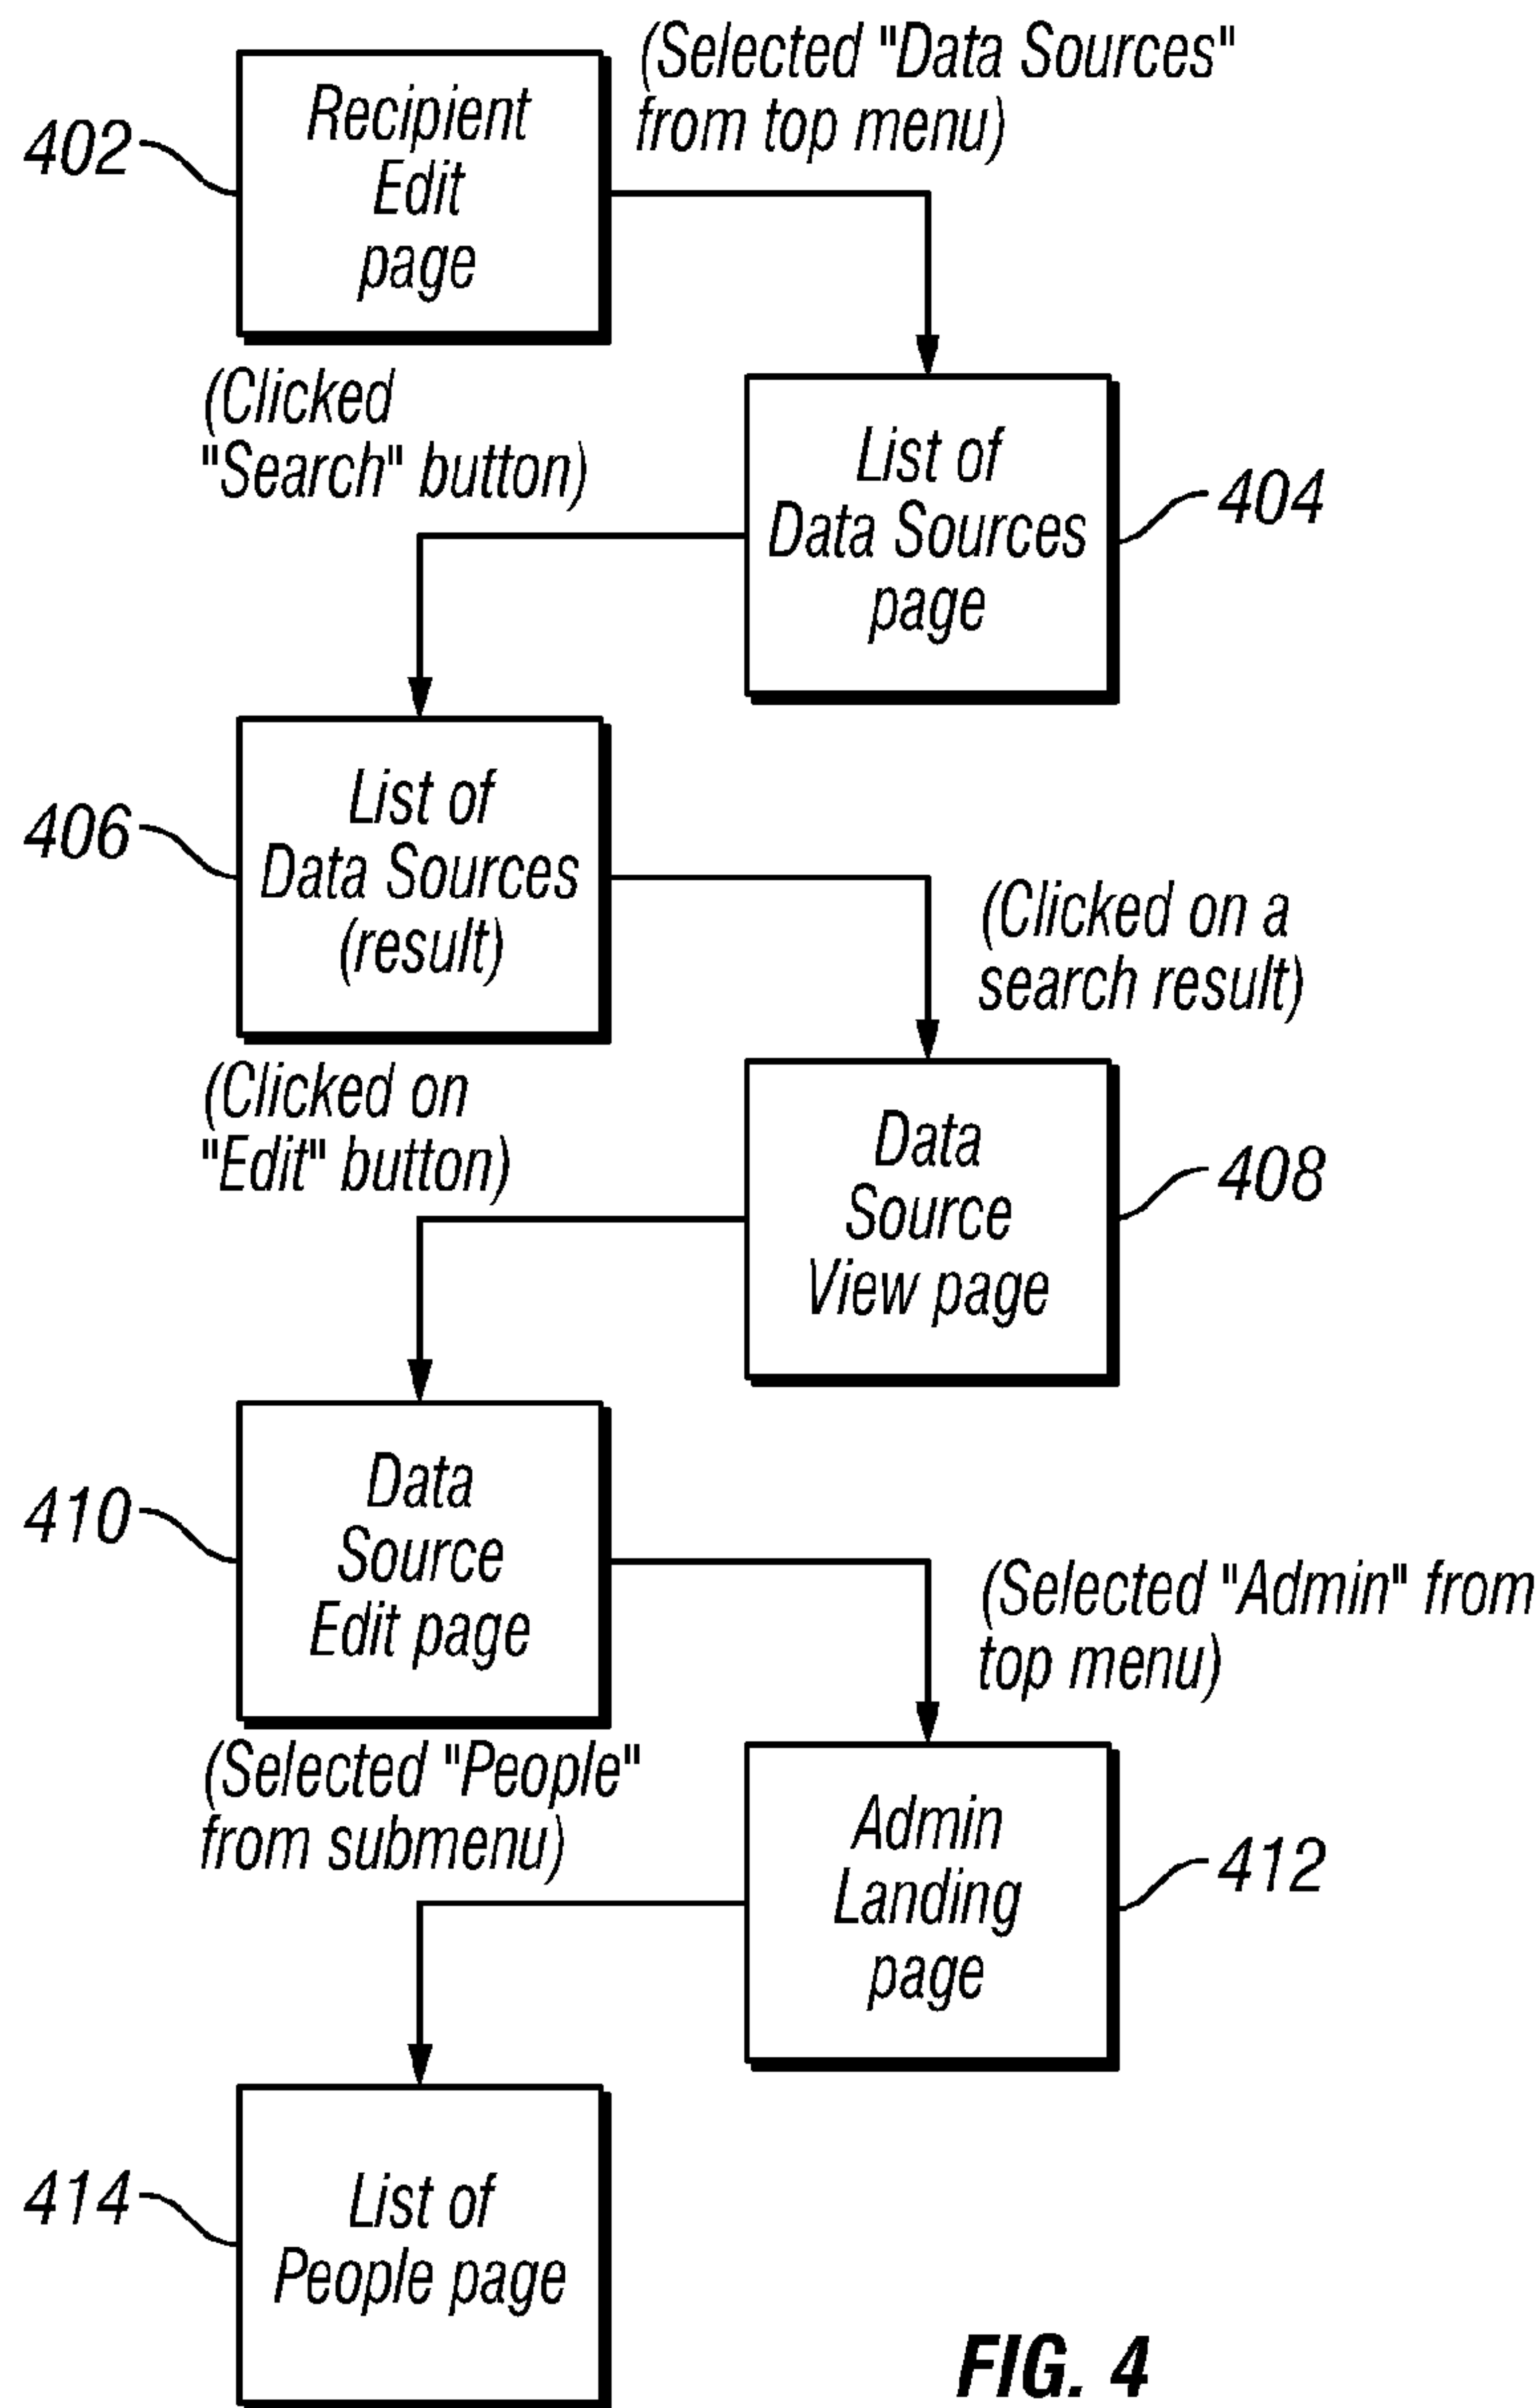 402
Recipient
Edit
page
(Selected "Data Sources"
from top menu)
(Clicked
"Search" button)
List of
Data Sources
page
404
406
List of
Data Sources
(result)
(Clicked on a
search result)
(Clicked on
"Edit" button)
Data
Source
View page
408
410
Data
Source
Edit page
(Selected "Admin" from
top menu)
(Selected "People"
from submenu)
Admin
Landing
page
412
414
List of
People page
FIG. 4